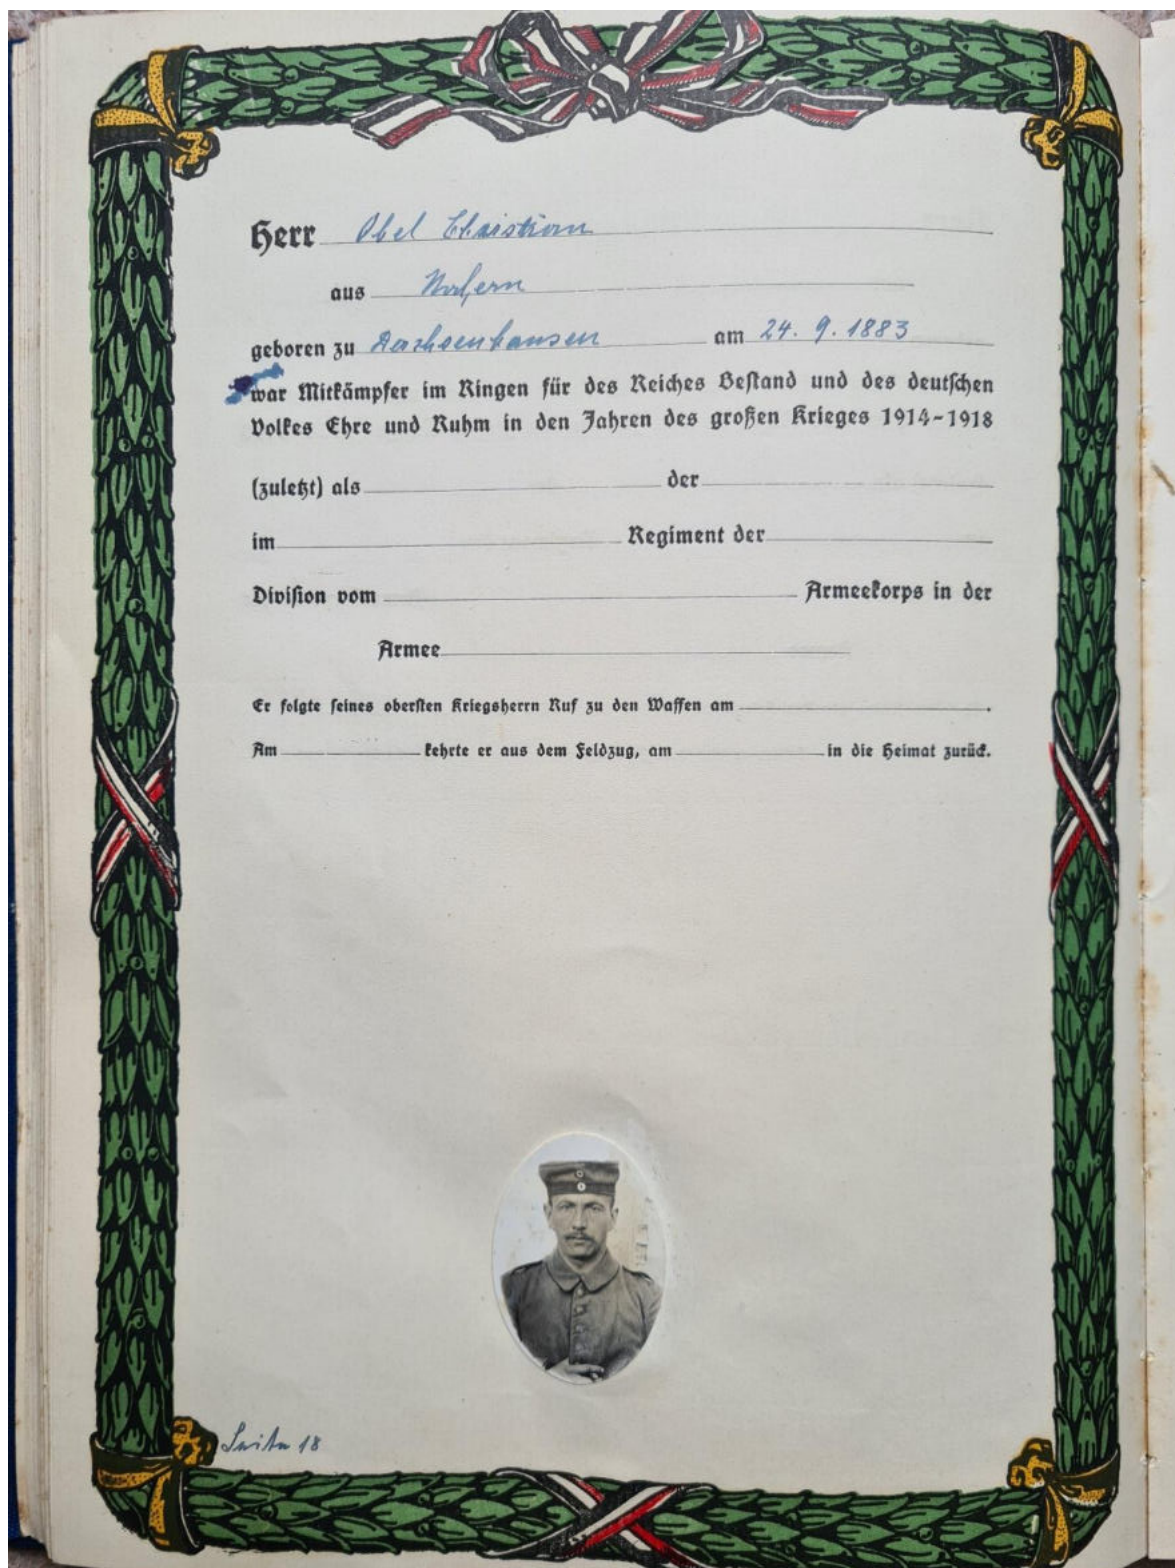 Herr Obel Christian
aus Nochern
geboren zu Dachsenhausen am 24. 9. 1883
war Mitkämpfer im Ringen für des Reiches Bestand und des deutschen
Volkes Ehre und Ruhm in den Jahren des großen Krieges 1914-1918
(zuletzt) als der
im Regiment der
Division vom Armeekorps in der
Armee
Er folgte seines obersten Kriegsherrn Ruf zu den Waffen am .
Am kehrte er aus dem Feldzug, am in die Heimat zurück.
Seite 18